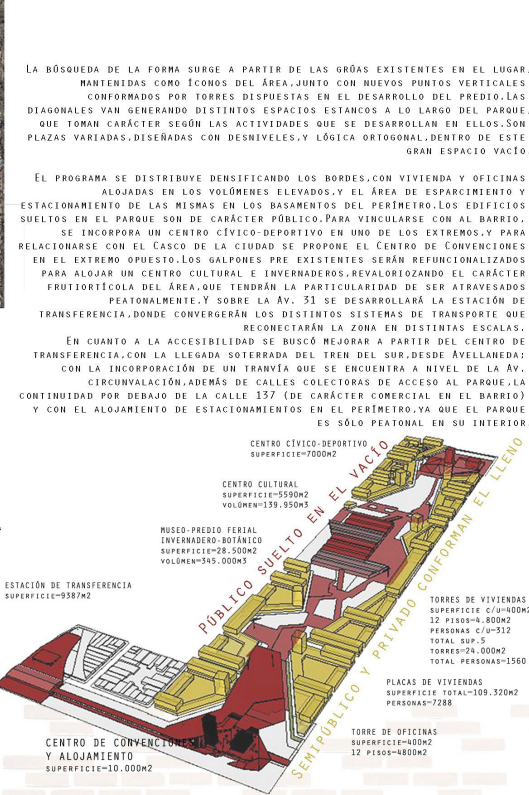 La búsqueda de la forma surge a partir de las grúas existentes en el lugar,
mantenidas como íconos del área,junto con nuevos puntos verticales
conformados por torres dispuestas en el desarrollo del predio.Las
diagonales van generando distintos espacios estancos a lo largo del parque,
que toman carácter según las actividades que se desarrollan en ellos.Son
plazas variadas,diseñadas con desniveles,y lógica ortogonal,dentro de este
gran espacio vacío.
El programa se distribuye densificando los bordes,con vivienda y oficinas
alojadas en los volúmenes elevados,y el área de esparcimiento y
estacionamiento de las mismas en los basamentos del perímetro.Los edificios
sueltos en el parque son de carácter público.Para vincularse con al barrio,
se incorpora un centro cívico-deportivo en uno de los extremos,y para
relacionarse con el Casco de la ciudad se propone el Centro de Convenciones
en el extremo opuesto.Los galpones pre existentes serán refuncionalizados
para alojar un centro cultural e invernaderos,revaloriozando el carácter
frutiortícola del área,que tendrán la particularidad de ser atravesados
peatonalmente.Y sobre la Av. 31 se desarrollará la estación de
transferencia,donde convergerán los distintos sistemas de transporte que
reconectarán la zona en distintas escalas.
En cuanto a la accesibilidad se buscó mejorar a partir del centro de
transferencia,con la llegada soterrada del tren del sur,desde Avellaneda;
con la incorporación de un tranvía que se encuentra a nivel de la Av.
circunvalación,además de calles colectoras de acceso al parque,la
continuidad por debajo de la calle 137 (de carácter comercial en el barrio)
y con el alojamiento de estacionamientos en el perímetro,ya que el parque
es sólo peatonal en su interior
Centro cívico-deportivo
superficie=7000m2
Centro cultural
superficie=5590m2
volúmen=139.950m3
Museo-predio ferial
Invernadero-botánico
superficie=28.500m2
volúmen=345.000m3
Estación de transferencia
superficie=9387m2
Público suelto en el vacío
Semipúblico y privado conforman el lleno
Torres de viviendas
superficie c/u=400m2
12 pisos=4.800m2
personas c/u=312
total sup.5
torres=24.000m2
total personas=1560
Placas de viviendas
superficie total=109.320m2
personas=7288
Torre de oficinas
superficie=400m2
12 pisos=4800m2
Centro de convenciones
y alojamiento
superficie=10.000m2